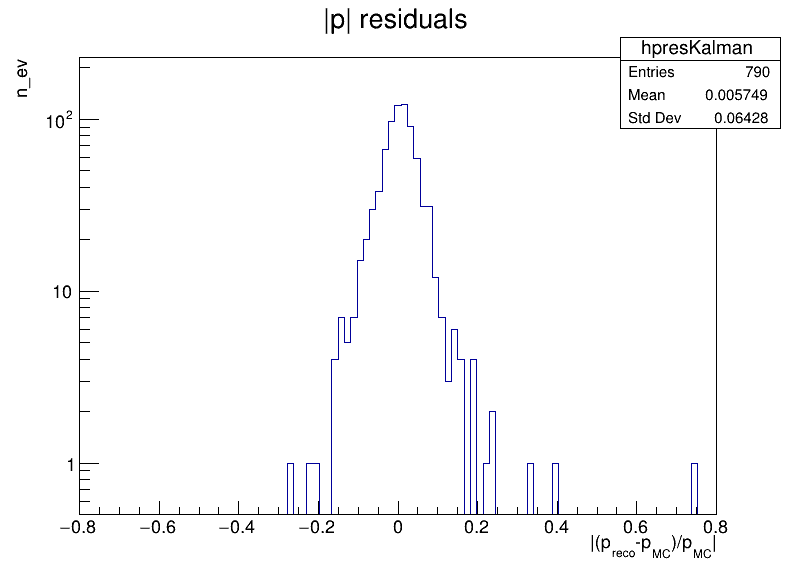 |p| residuals
hpresKalman
Entries 790
Mean 0.005749
Std Dev 0.06428
n_ev
10²
10
1
−0.8 −0.6 −0.4 −0.2 0 0.2 0.4 0.6 0.8
|(p_reco-p_MC)/p_MC|